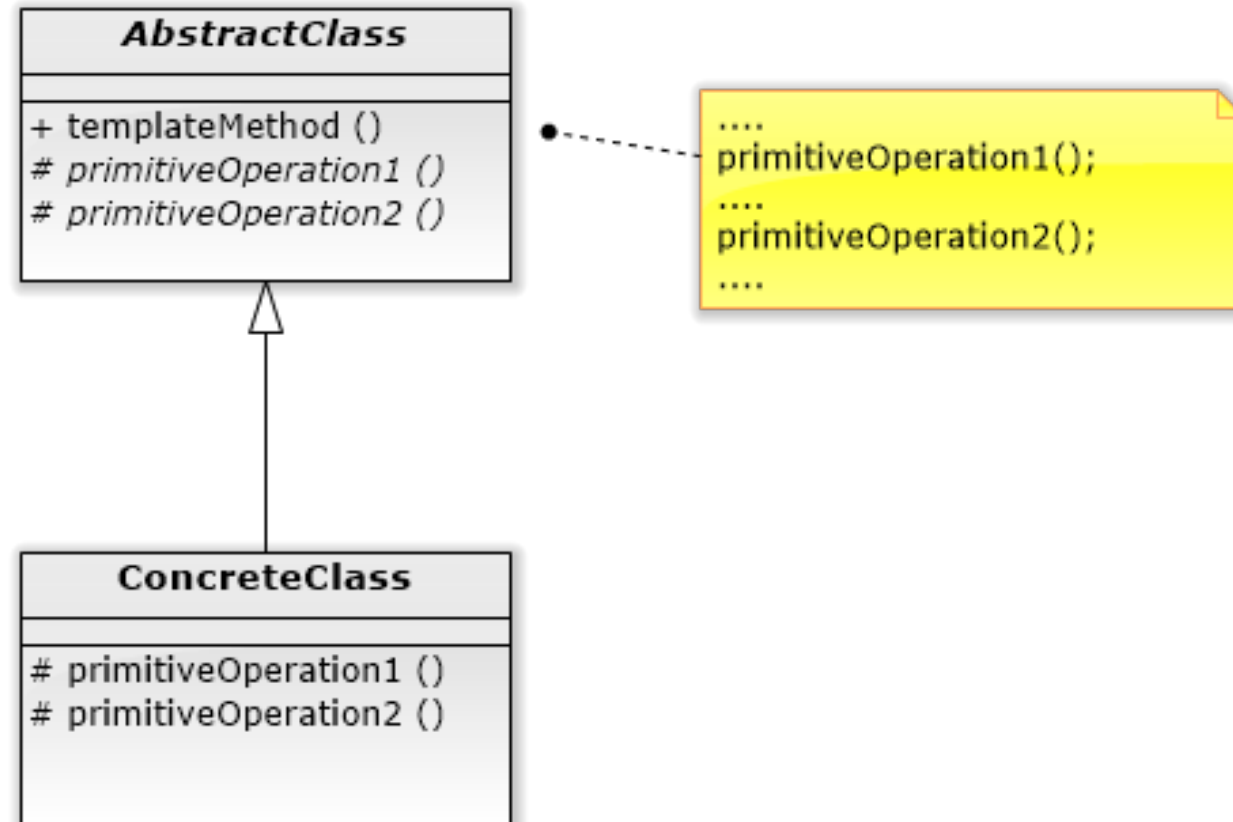 AbstractClass
+ templateMethod ()
# primitiveOperation1 ()
# primitiveOperation2 ()
....
primitiveOperation1();
....
primitiveOperation2();
....
ConcreteClass
# primitiveOperation1 ()
# primitiveOperation2 ()